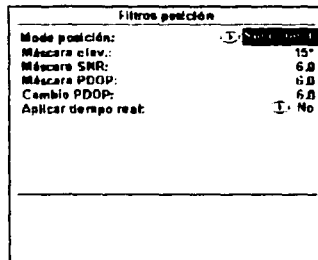 Filtros posición
Modo posición:
Máscara elev.: 15°
Máscara SNR: 6.0
Máscara PDOP: 6.0
Cambio PDOP: 6.0
Aplicar tiempo real: No